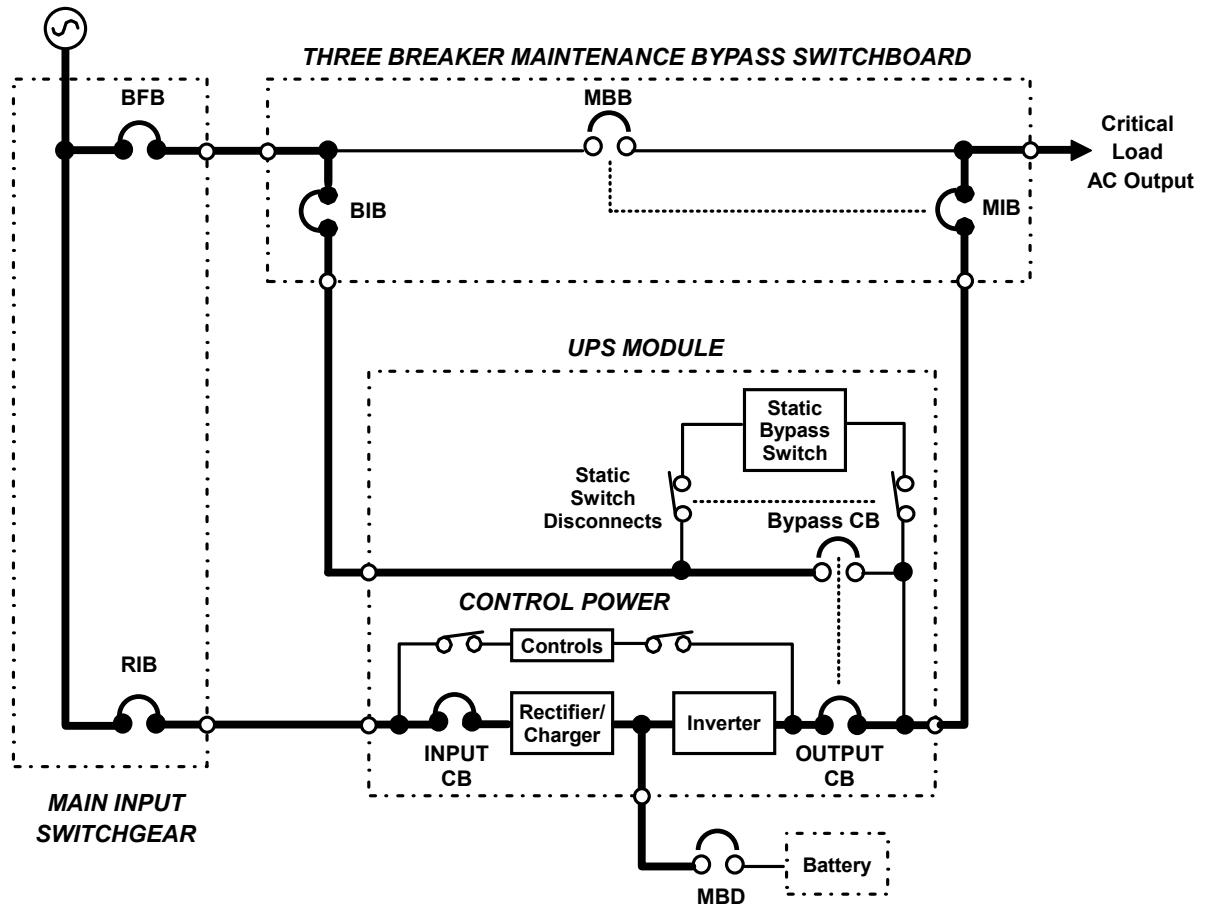 THREE BREAKER MAINTENANCE BYPASS SWITCHBOARD
BFB
MBB
Critical
Load
AC Output
BIB
MIB
UPS MODULE
Static
Bypass
Switch
Static
Switch
Disconnects
Bypass CB
CONTROL POWER
Controls
RIB
Rectifier/
Charger
Inverter
INPUT
CB
OUTPUT
CB
MAIN INPUT
SWITCHGEAR
Battery
MBD